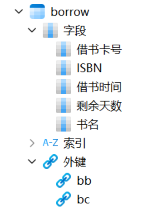 borrow
字段
借书卡号
ISBN
借书时间
剩余天数
书名
A-Z 索引
外键
bb
bc